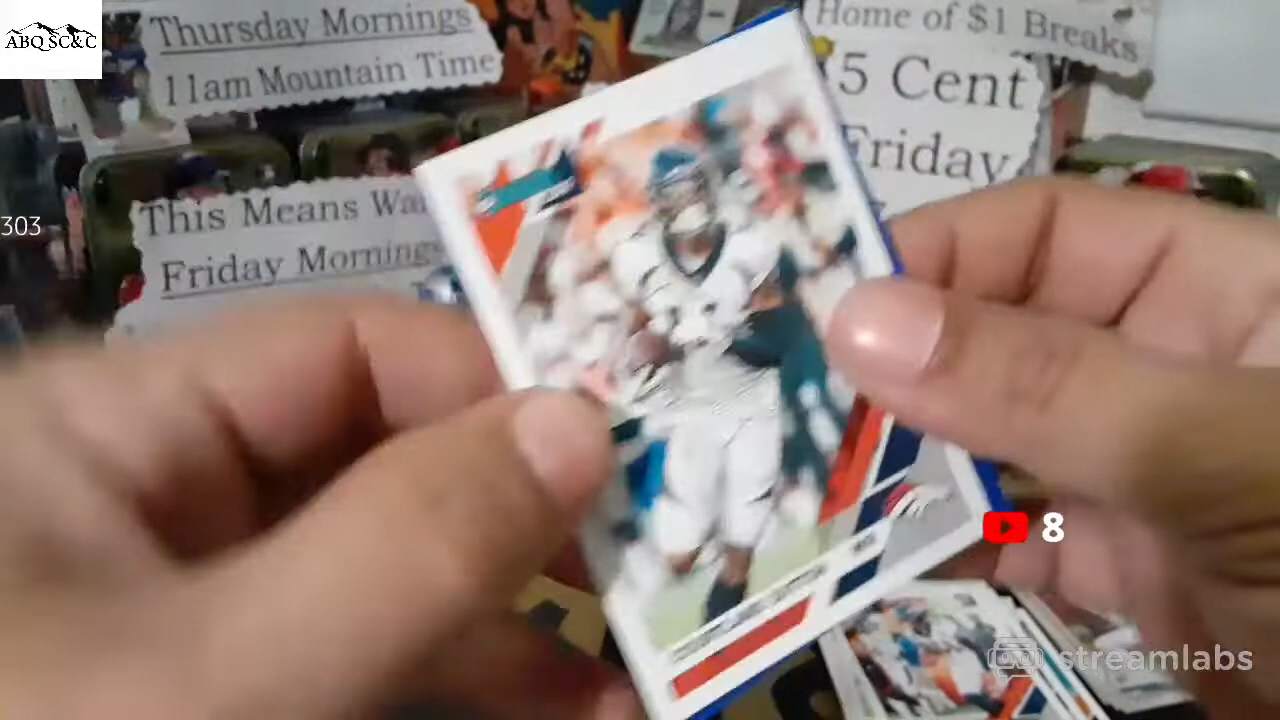 ABQ SC&C
Thursday Mornings
11am Mountain Time
Home of $1 Breaks
5 Cent
Friday
303
This Means Wa
Friday Mornings
8
streamlabs